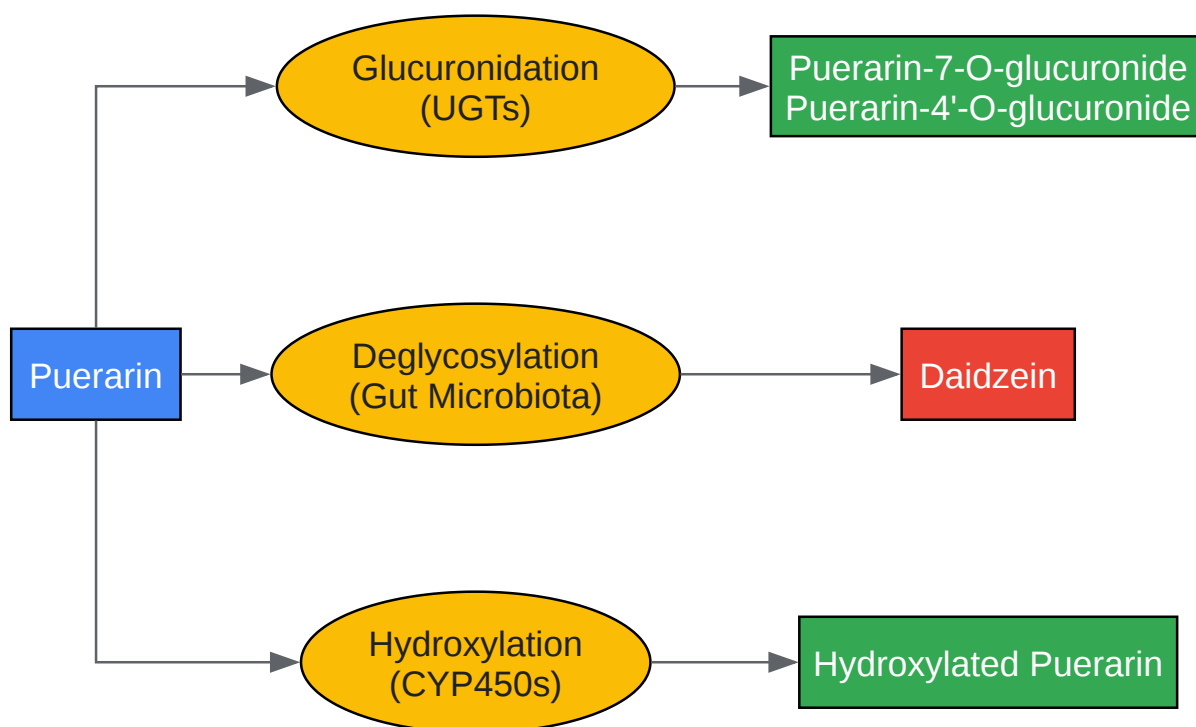 Glucuronidation
(UGTs)
Puerarin-7-O-glucuronide
Puerarin-4'-O-glucuronide
Puerarin
Deglycosylation
(Gut Microbiota)
Daidzein
Hydroxylation
(CYP450s)
Hydroxylated Puerarin